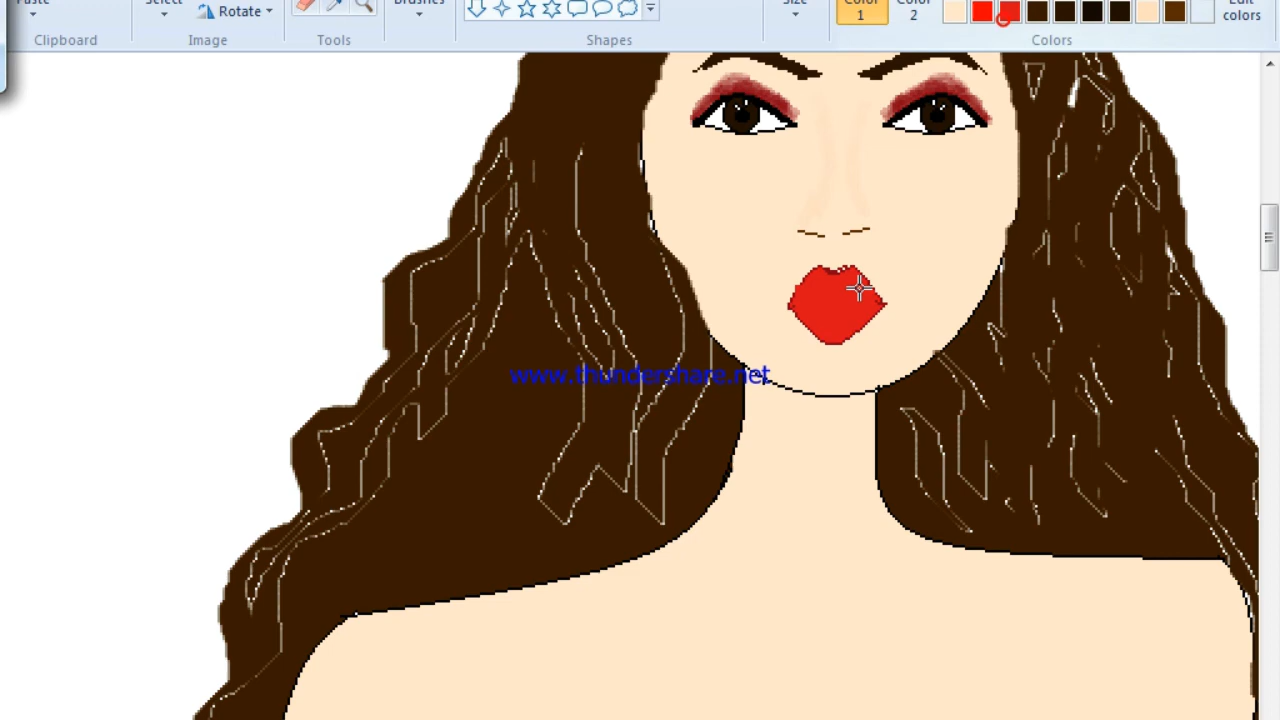 Paste
Select
Rotate
Brushes
Size
Color
1
Color
2
Edit
colors
Clipboard
Image
Tools
Shapes
Colors
www.thundershare.net